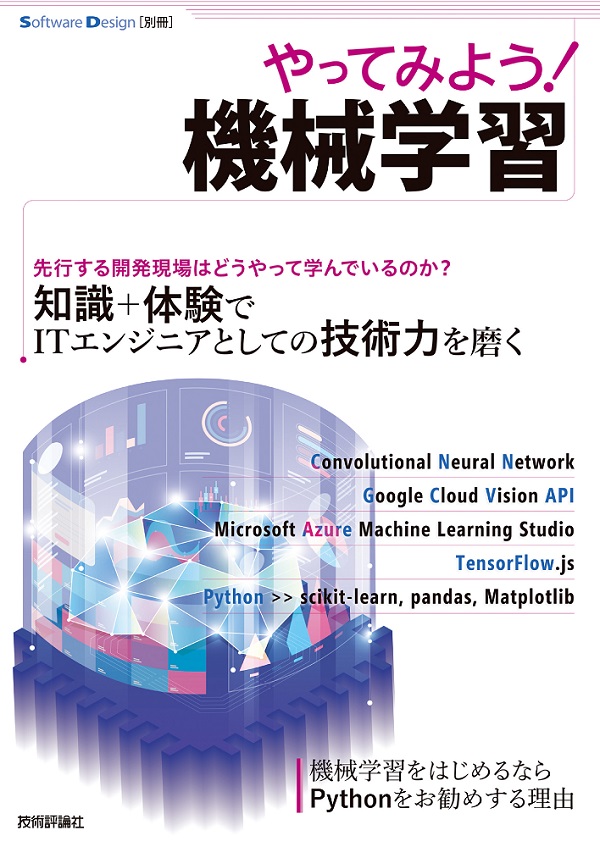 Software Design [別冊]
やってみよう!
機械学習
先行する開発現場はどうやって学んでいるのか?
知識+体験で
ITエンジニアとしての技術力を磨く
Convolutional Neural Network
Google Cloud Vision API
Microsoft Azure Machine Learning Studio
TensorFlow.js
Python >> scikit-learn, pandas, Matplotlib
機械学習をはじめるなら
Pythonをお勧めする理由
技術評論社